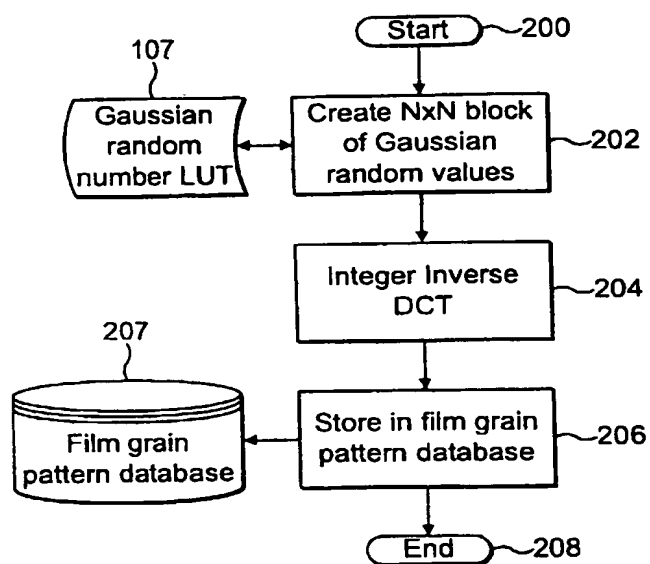 Start
200
107
Gaussian
random
number LUT
Create NxN block
of Gaussian
random values
202
Integer Inverse
DCT
204
207
Film grain
pattern database
Store in film grain
pattern database
206
End
208